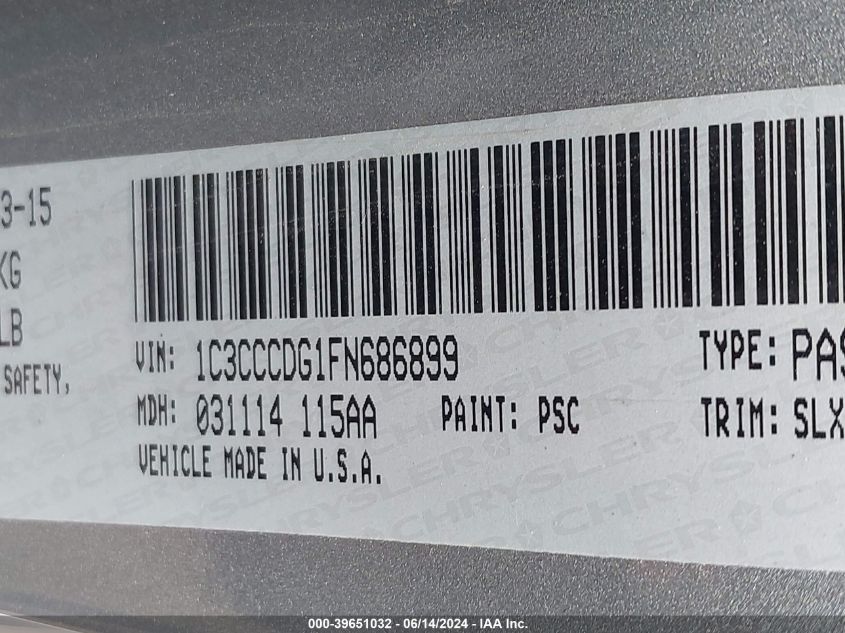 3-15
KG
LB
SAFETY,
VIN: 1C3CCCDG1FN686899 TYPE: PAS
MDH: 031114 115AA PAINT: PSC TRIM: SLX
VEHICLE MADE IN U.S.A.
000-39651032 - 06/14/2024 - IAA Inc.